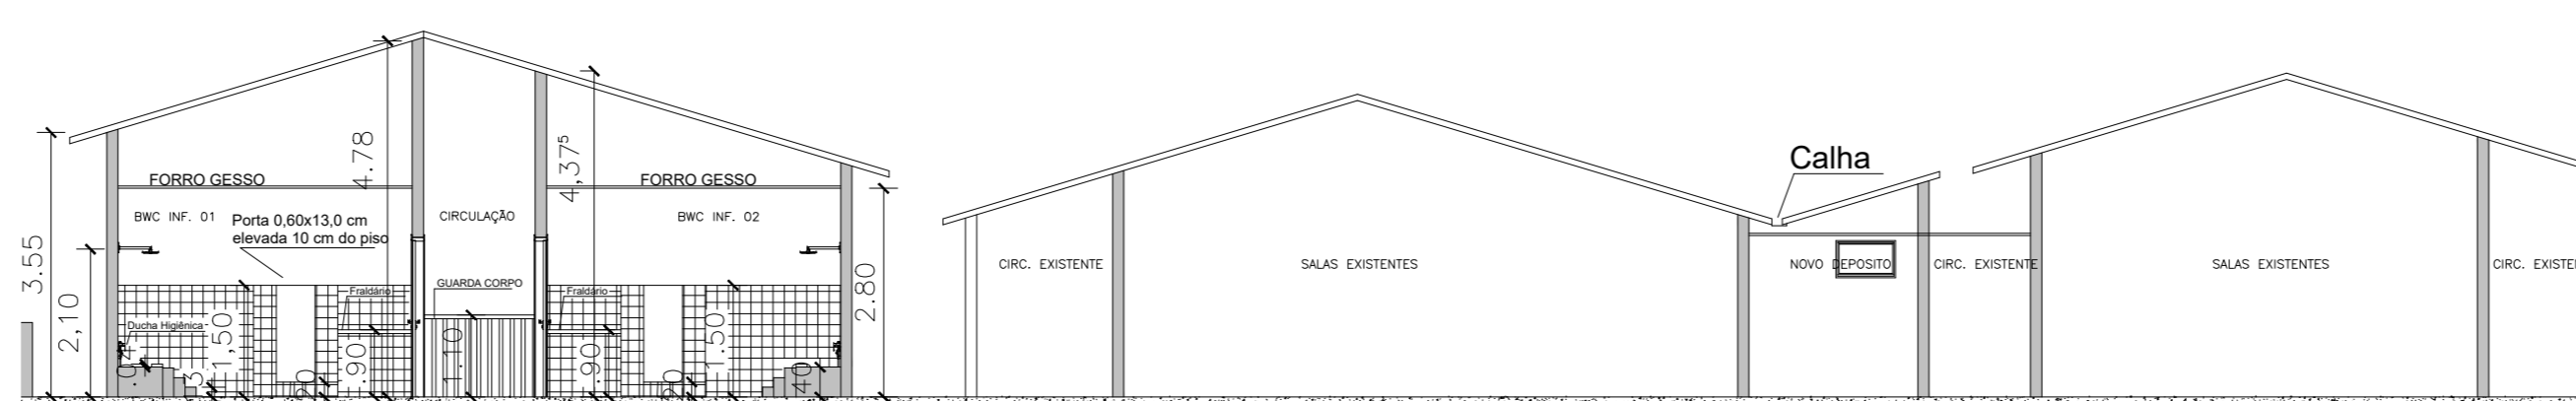 FORRO GESSO
BWC INF. 01
Porta 0,60x13,0 cm
elevada 10 cm do piso
3.55
2,10
Ducha Higiênica
1,50
Fraldário
.90
4.78
CIRCULAÇÃO
GUARDA CORPO
1.10
4,37⁵
FORRO GESSO
BWC INF. 02
Fraldário
.90
1.50
.40
2.80
CIRC. EXISTENTE
SALAS EXISTENTES
Calha
NOVO DEPOSITO
CIRC. EXISTENTE
SALAS EXISTENTES